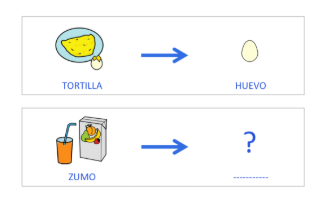 TORTILLA
HUEVO
?
ZUMO
-----------